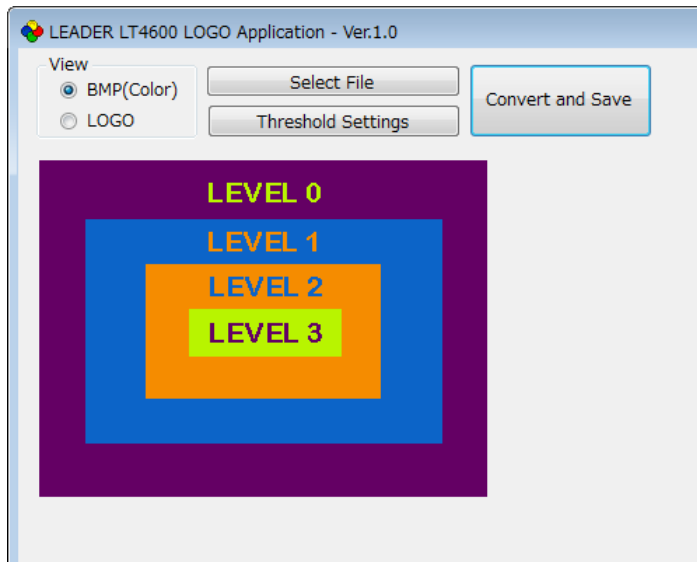 LEADER LT4600 LOGO Application - Ver.1.0
View
BMP(Color)
LOGO
Select File
Threshold Settings
Convert and Save
LEVEL 0
LEVEL 1
LEVEL 2
LEVEL 3